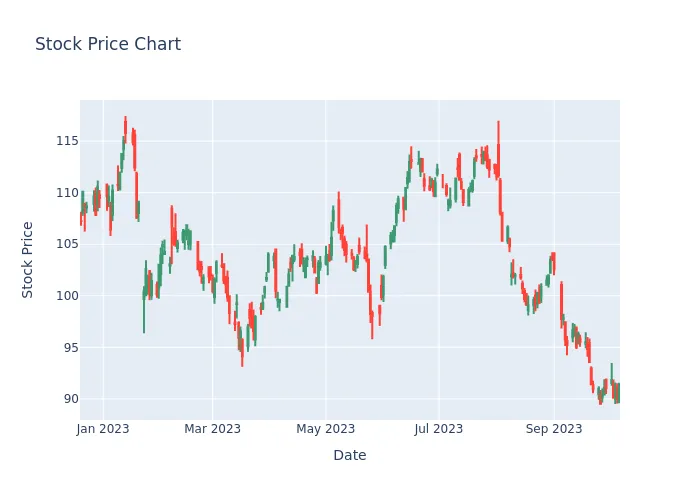 Stock Price Chart
Stock Price
115
110
105
100
95
90
Jan 2023
Mar 2023
May 2023
Jul 2023
Sep 2023
Date